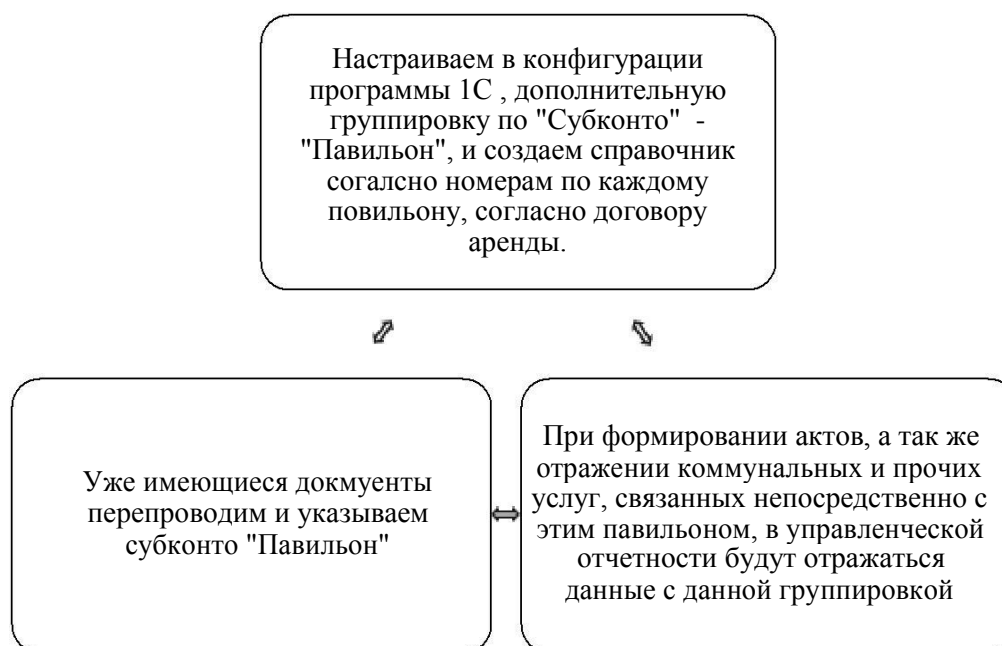 Настраиваем в конфигурации
программы 1С , дополнительную
группировку по "Субконто" -
"Павильон", и создаем справочник
согалсно номерам по каждому
повильону, согласно договору
аренды.
Уже имеющиеся докмуенты
перепроводим и указываем
субконто "Павильон"
При формировании актов, а так же
отражении коммунальных и прочих
услуг, связанных непосредственно с
этим павильоном, в управленческой
отчетности будут отражаться
данные с данной группировкой